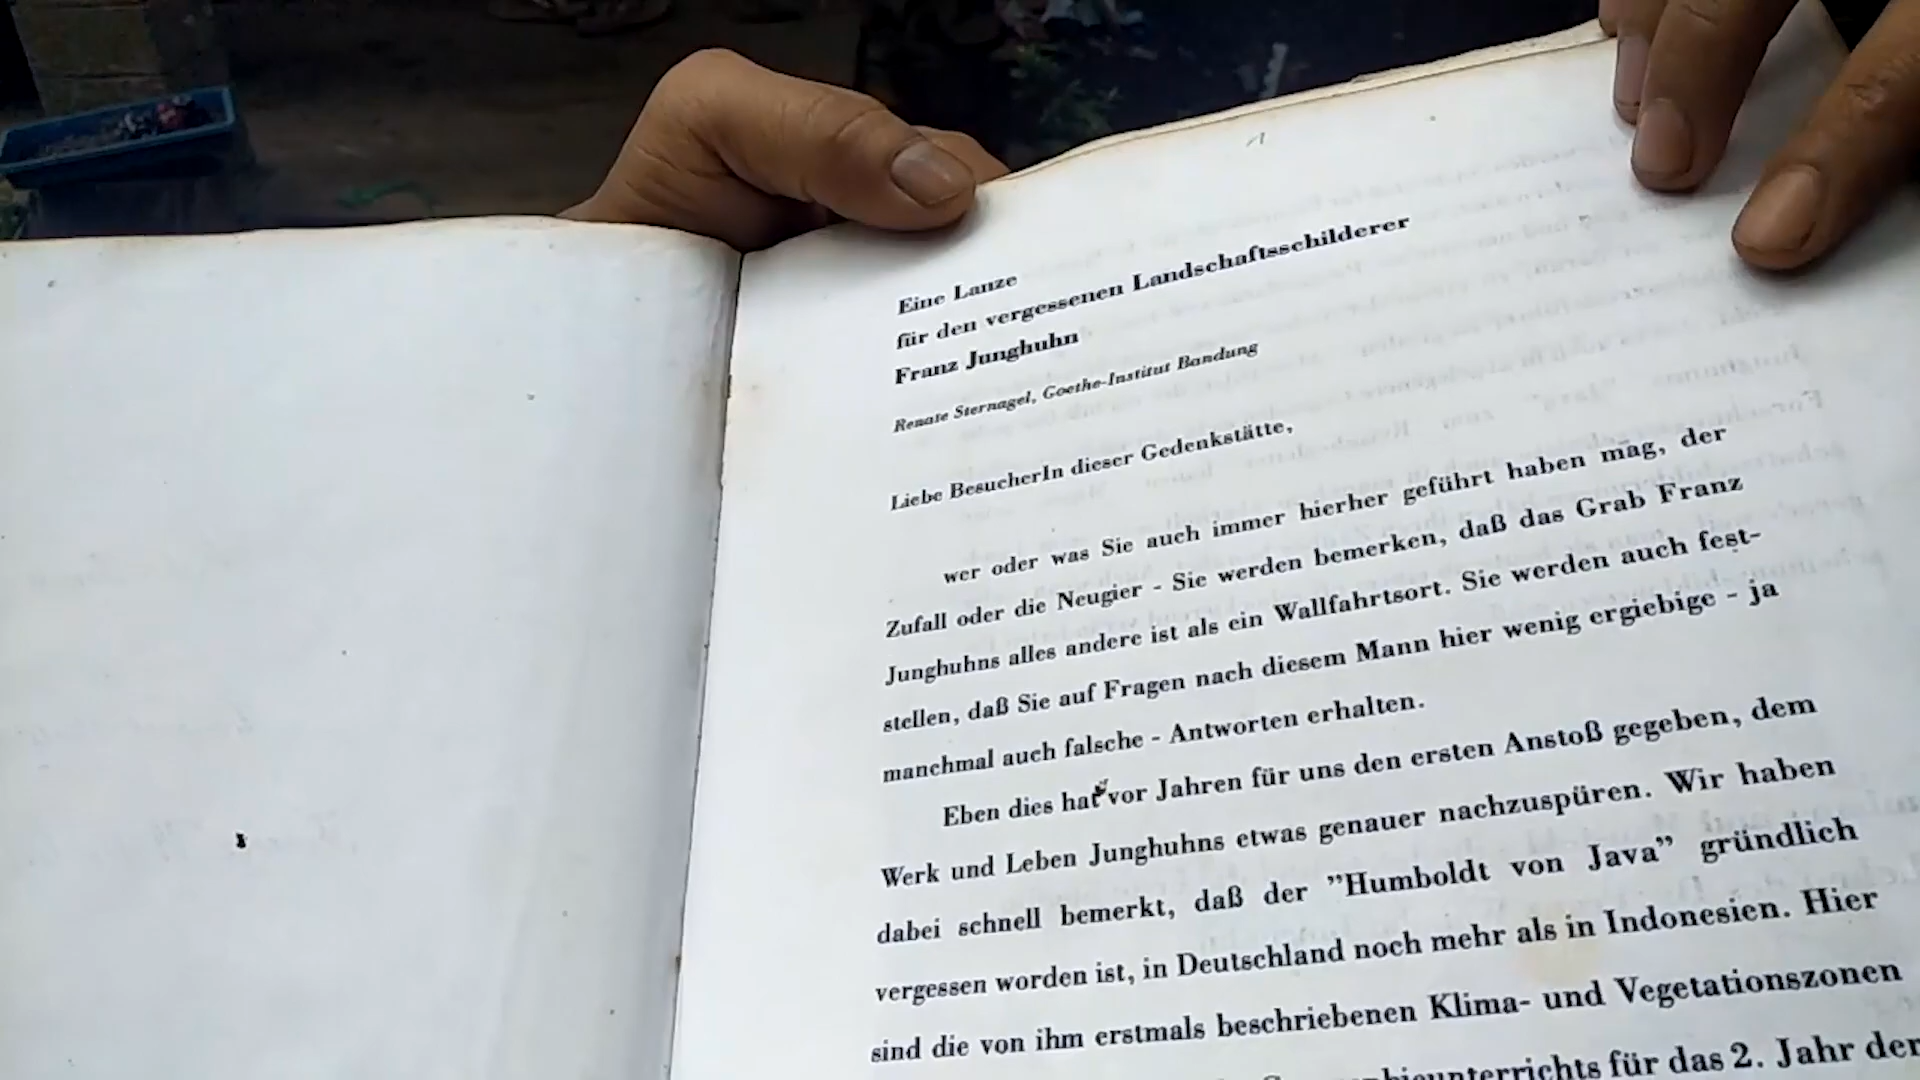 Eine Lanze
für den vergessenen Landschaftsschilderer
Franz Junghuhn
Renate Sternagel, Goethe-Institut Bandung
Liebe BesucherIn dieser Gedenkstätte,
wer oder was Sie auch immer hierher geführt haben mag, der
Zufall oder die Neugier - Sie werden bemerken, daß das Grab Franz
Junghuhns alles andere ist als ein Wallfahrtsort. Sie werden auch fest-
stellen, daß Sie auf Fragen nach diesem Mann hier wenig ergiebige - ja
manchmal auch falsche - Antworten erhalten.
Eben dies hat vor Jahren für uns den ersten Anstoß gegeben, dem
Werk und Leben Junghuhns etwas genauer nachzuspüren. Wir haben
dabei schnell bemerkt, daß der ”Humboldt von Java” gründlich
vergessen worden ist, in Deutschland noch mehr als in Indonesien. Hier
sind die von ihm erstmals beschriebenen Klima- und Vegetationszonen
für das 2. Jahr der